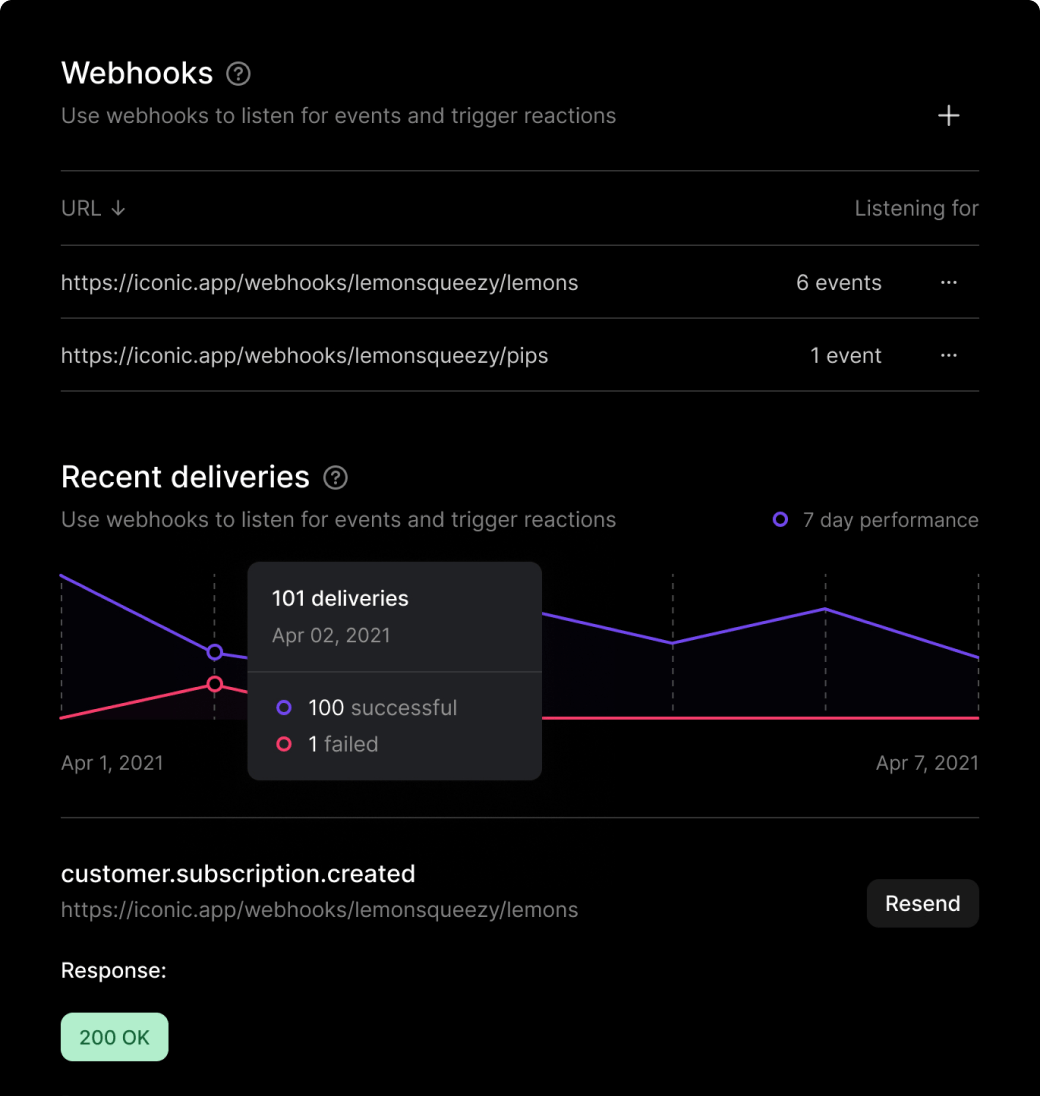 Webhooks ?
Use webhooks to listen for events and trigger reactions
URL ↓ Listening for
https://iconic.app/webhooks/lemonsqueezy/lemons 6 events ...
https://iconic.app/webhooks/lemonsqueezy/pips 1 event ...
Recent deliveries ?
Use webhooks to listen for events and trigger reactions 7 day performance
101 deliveries
Apr 02, 2021
100 successful
1 failed
Apr 1, 2021 Apr 7, 2021
customer.subscription.created
https://iconic.app/webhooks/lemonsqueezy/lemons
Resend
Response:
200 OK